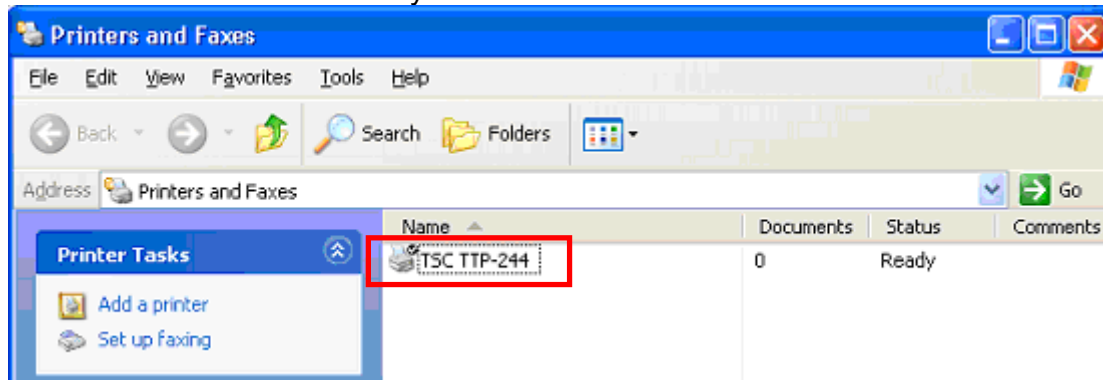 Printers and Faxes
File Edit View Favorites Tools Help
Back Search Folders
Address Printers and Faxes Go
Name Documents Status Comments
Printer Tasks
TSC TTP-244 0 Ready
Add a printer
Set up faxing